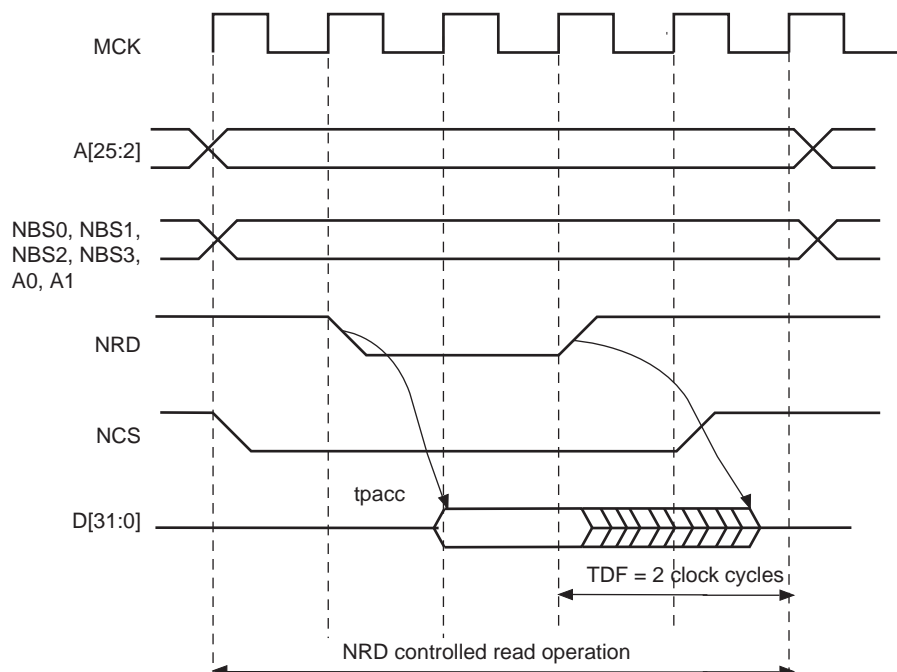 MCK
A[25:2]
NBS0, NBS1,
NBS2, NBS3,
A0, A1
NRD
NCS
tpacc
D[31:0]
TDF = 2 clock cycles
NRD controlled read operation